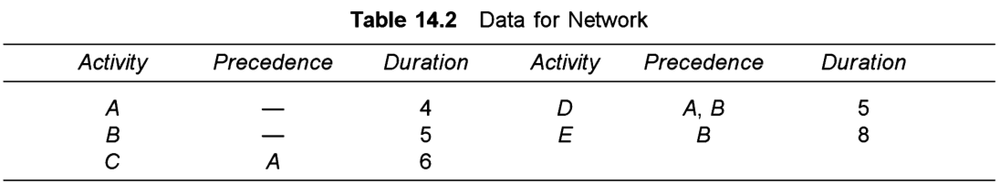 Table 14.2 Data for Network
Activity Precedence Duration Activity Precedence Duration
A — 4 D A, B 5
B — 5 E B 8
C A 6